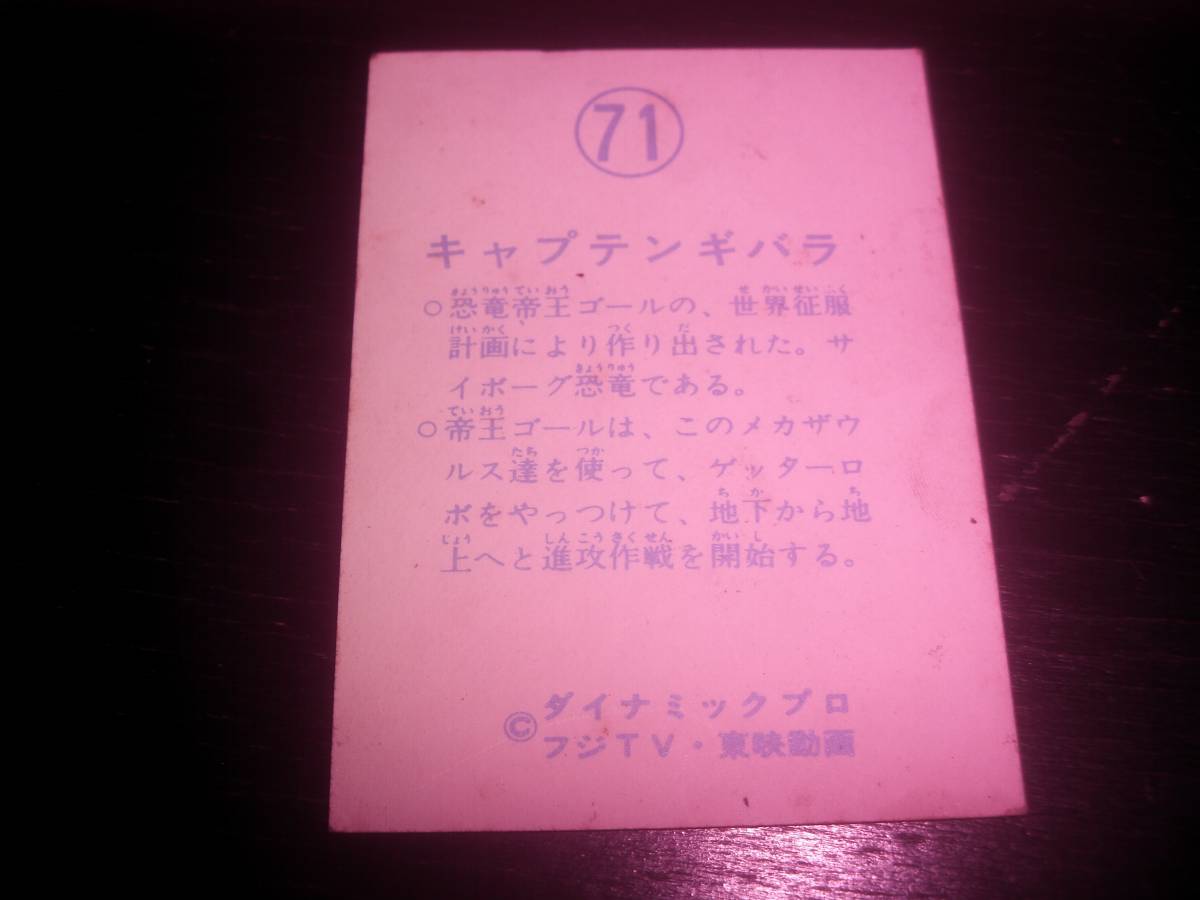 71
キャプテンギバラ
○恐竜帝王ゴールの、世界征服
計画により作り出された。サ
イボーグ恐竜である。
○帝王ゴールは、このメカザウ
ルス達を使って、ゲッターロ
ボをやっつけて、地下から地
上へと進攻作戦を開始する。
©ダイナミックプロ
フジTV・東映動画